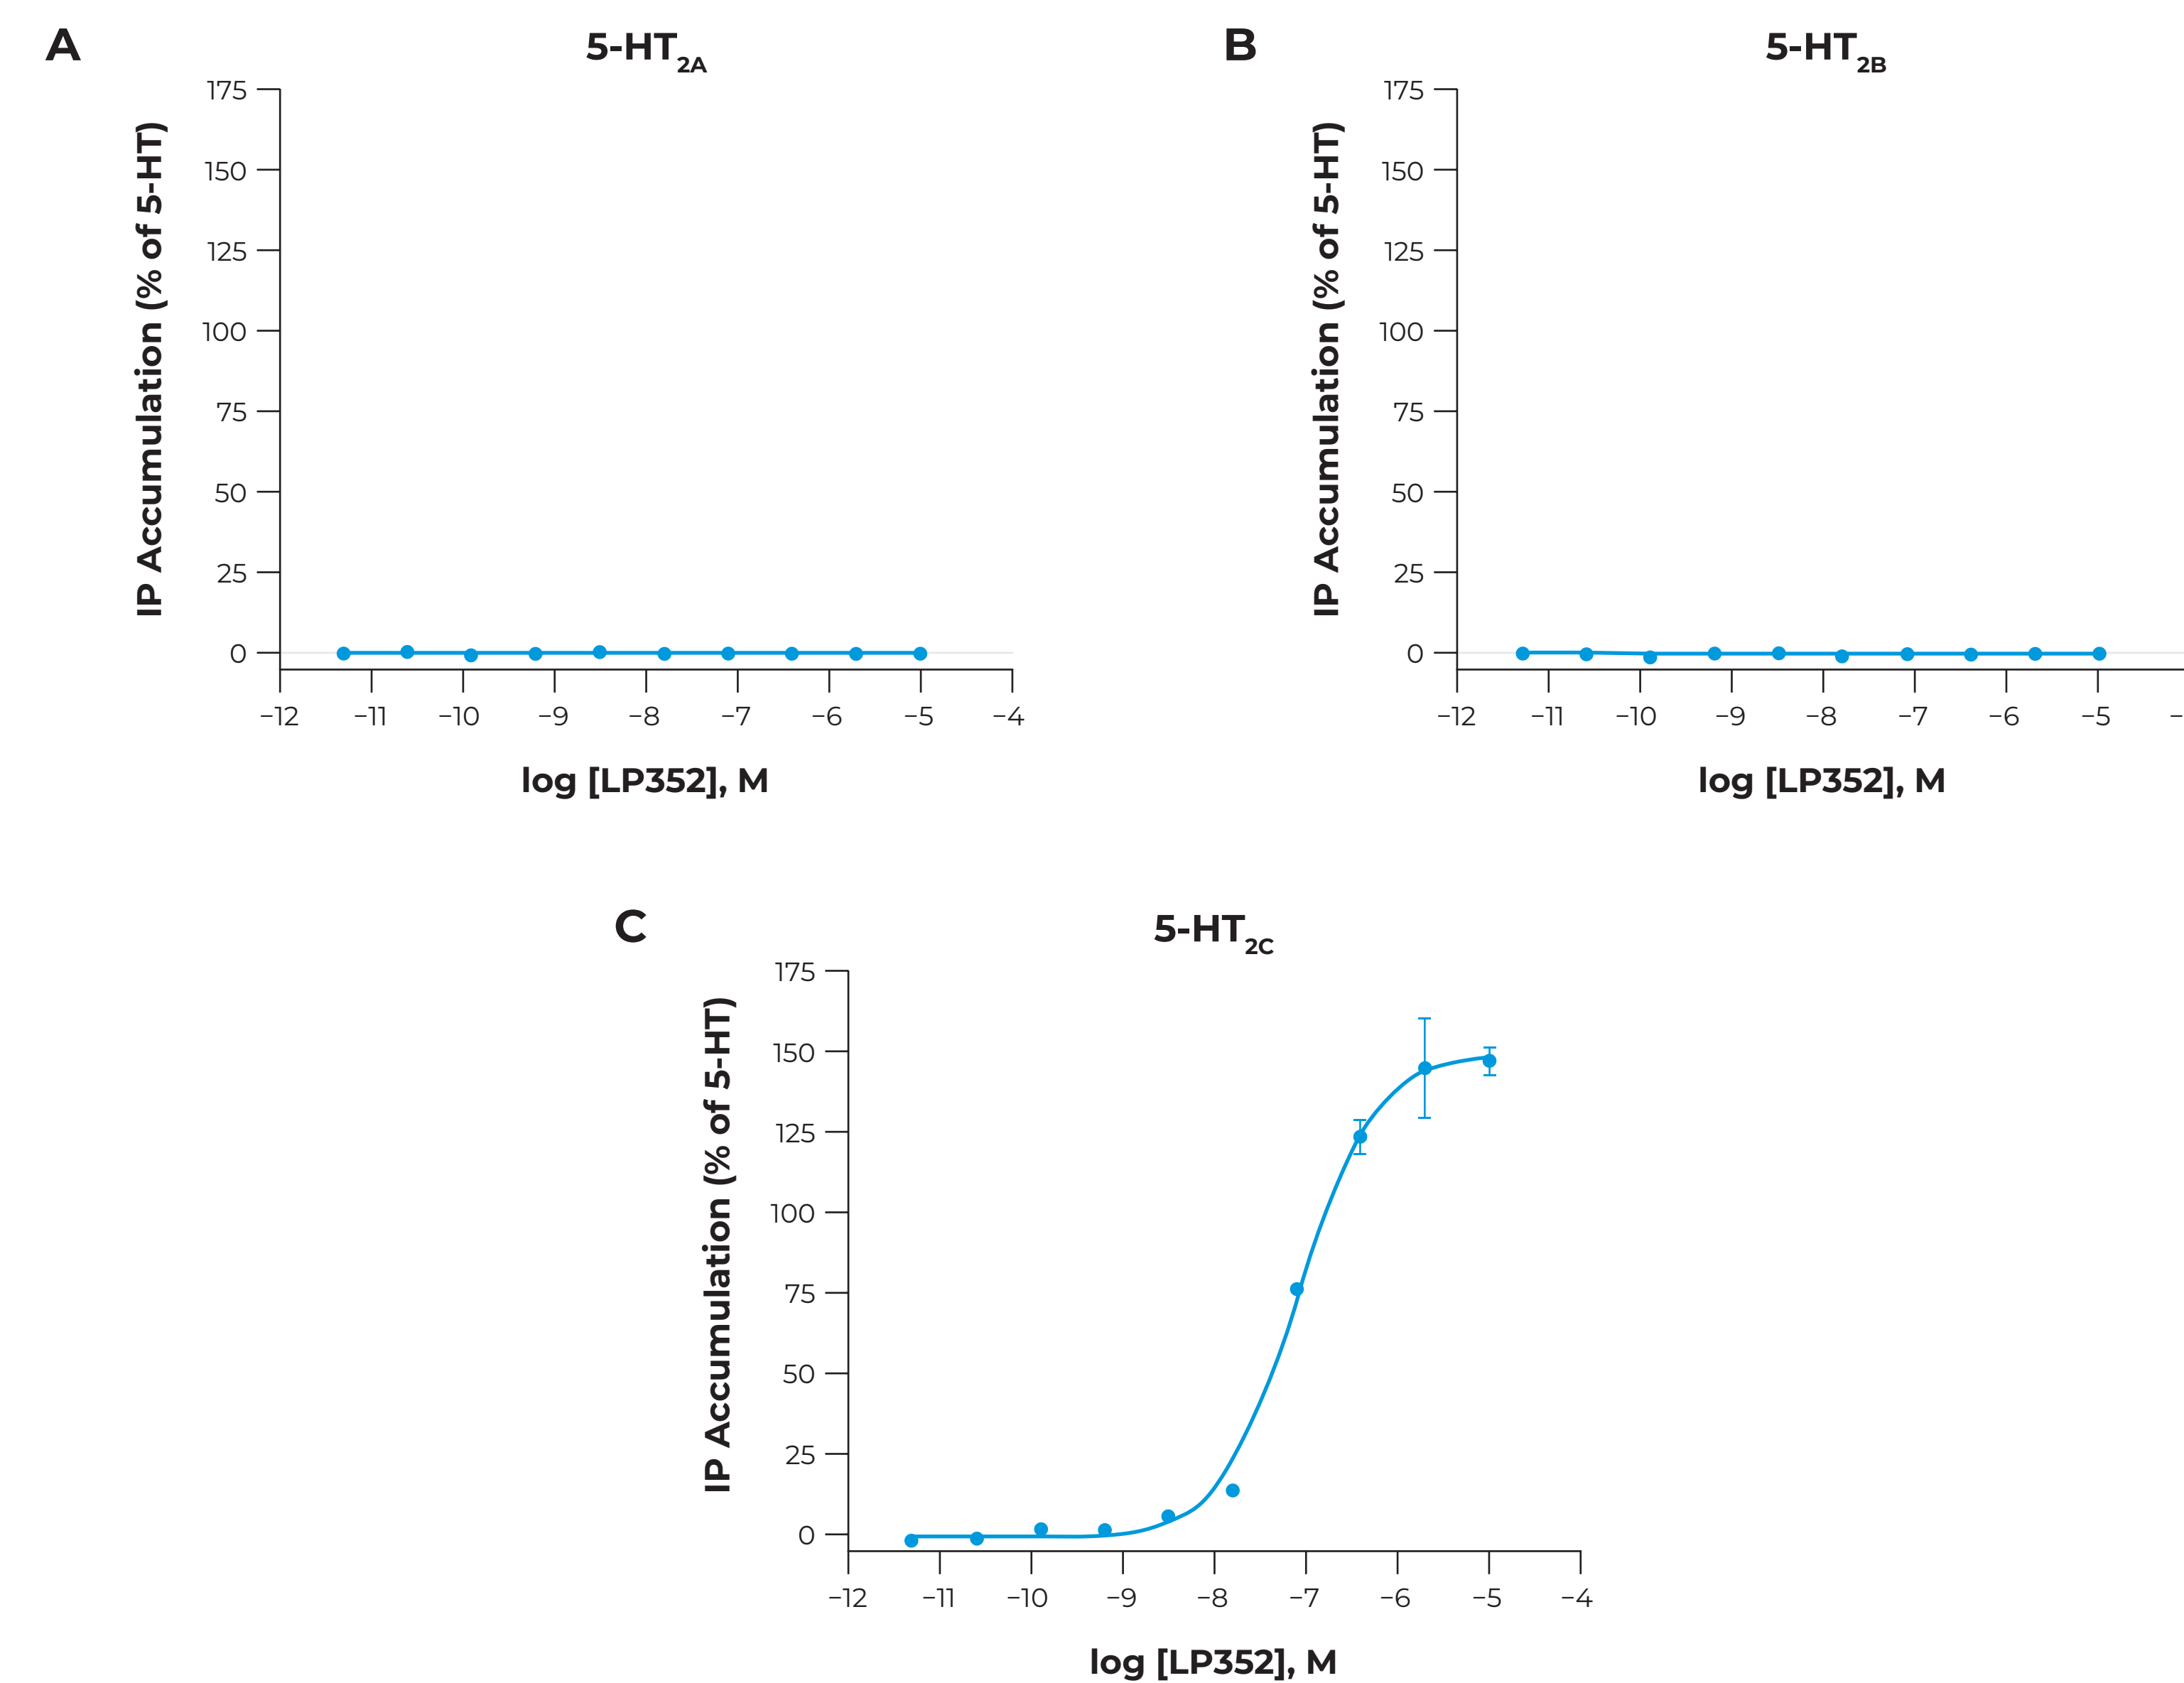 A
5-HT2A
IP Accumulation (% of 5-HT)
175
150
125
100
75
50
25
0
−12 −11 −10 −9 −8 −7 −6 −5 −4
log [LP352], M
B
5-HT2B
IP Accumulation (% of 5-HT)
175
150
125
100
75
50
25
0
−12 −11 −10 −9 −8 −7 −6 −5
log [LP352], M
C
5-HT2C
IP Accumulation (% of 5-HT)
175
150
125
100
75
50
25
0
−12 −11 −10 −9 −8 −7 −6 −5 −4
log [LP352], M